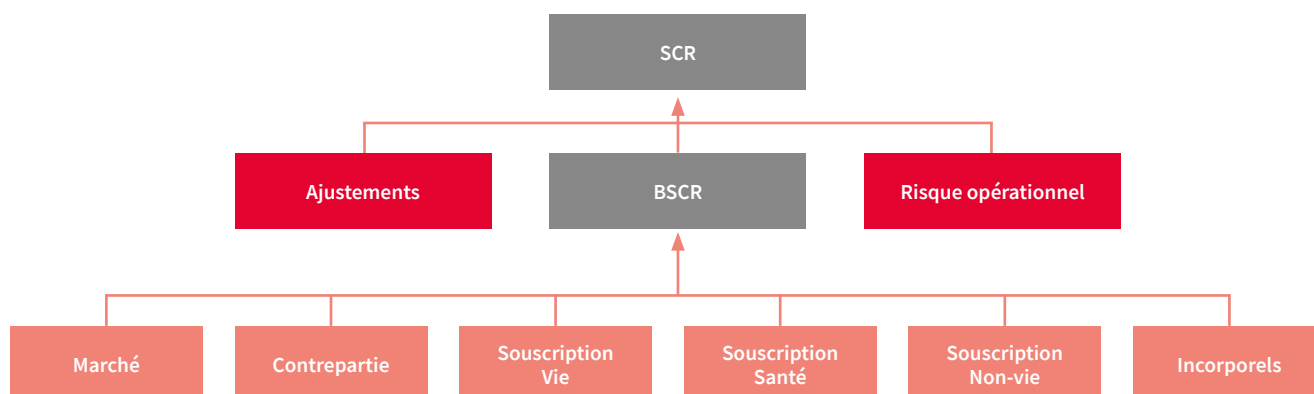 SCR
Ajustements
BSCR
Risque opérationnel
Marché
Contrepartie
Souscription
Vie
Souscription
Santé
Souscription
Non-vie
Incorporels